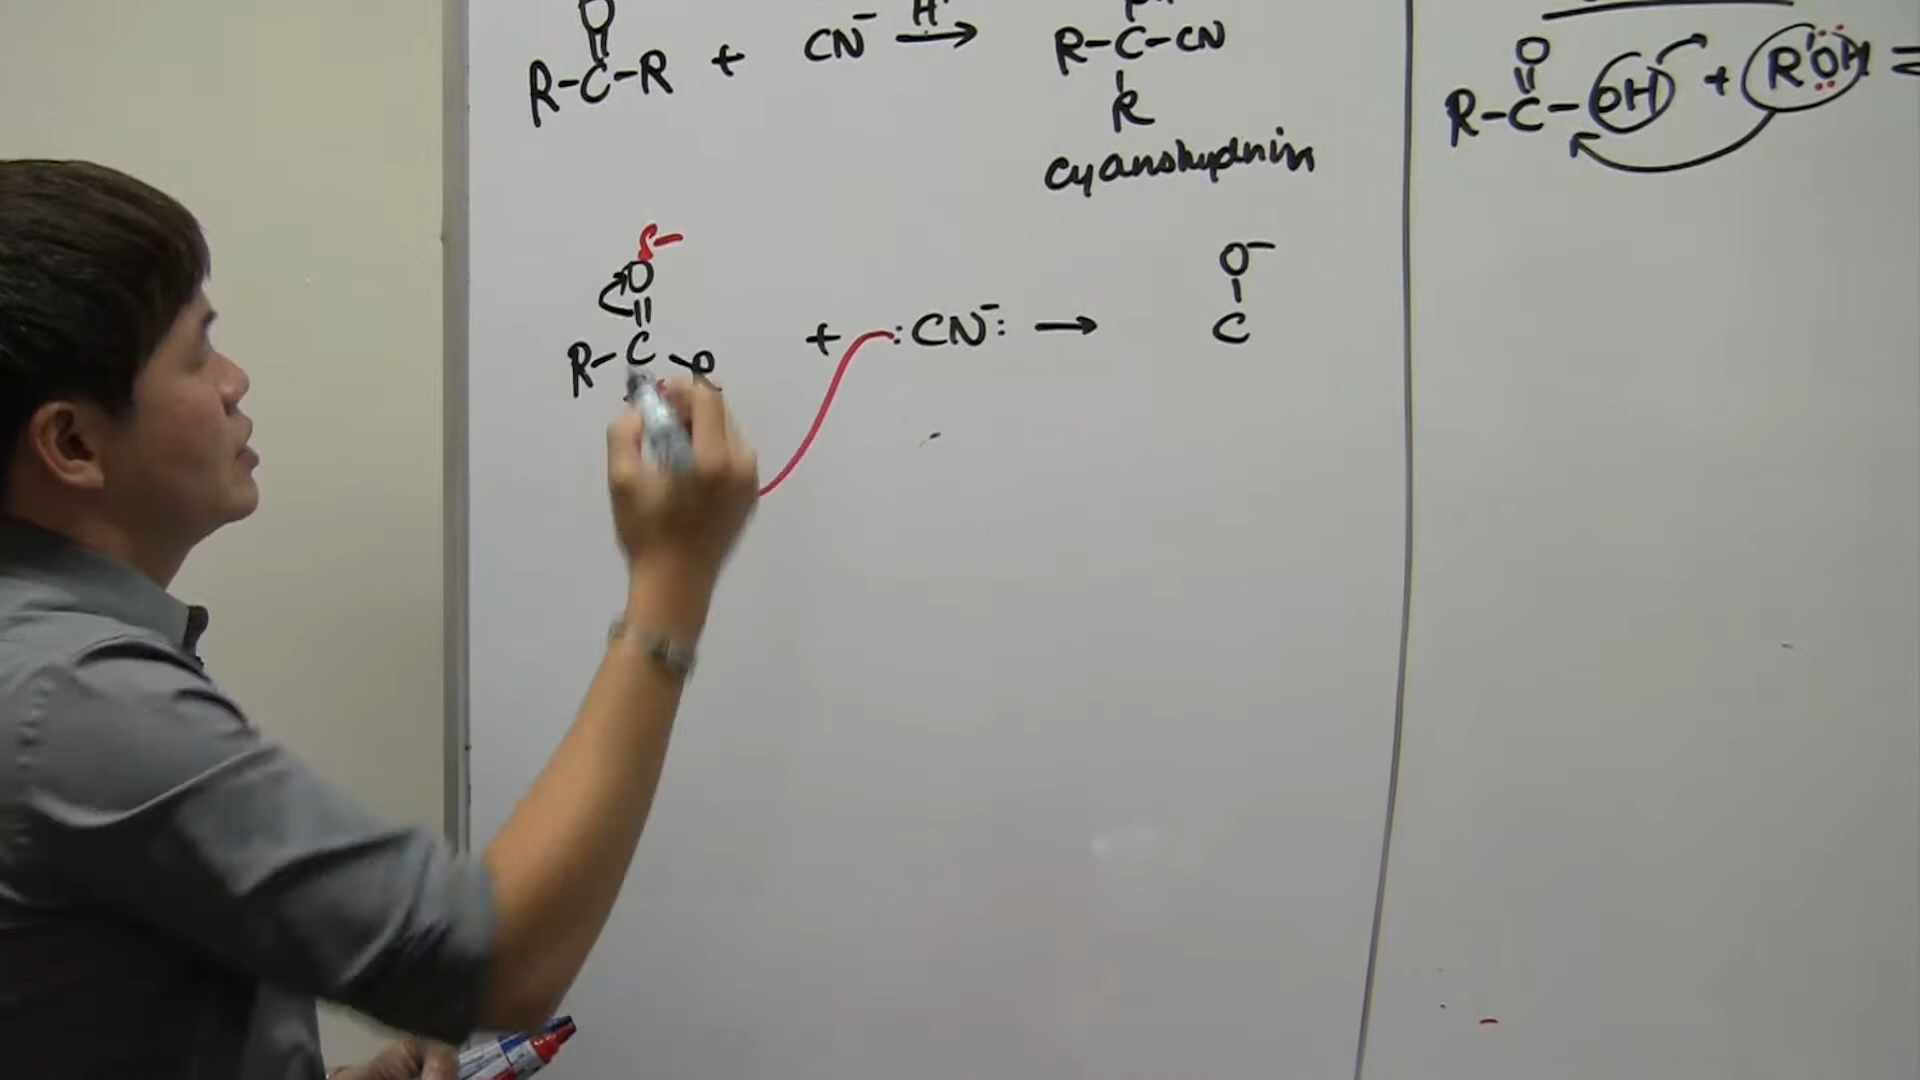 O
R-C-R + CN⁻ H⁺→ R-C-CN
R
cyanohydrin
δ-
O
R-C-R + :CN⁻: → C
O⁻
O
R-C-OH + R'OH